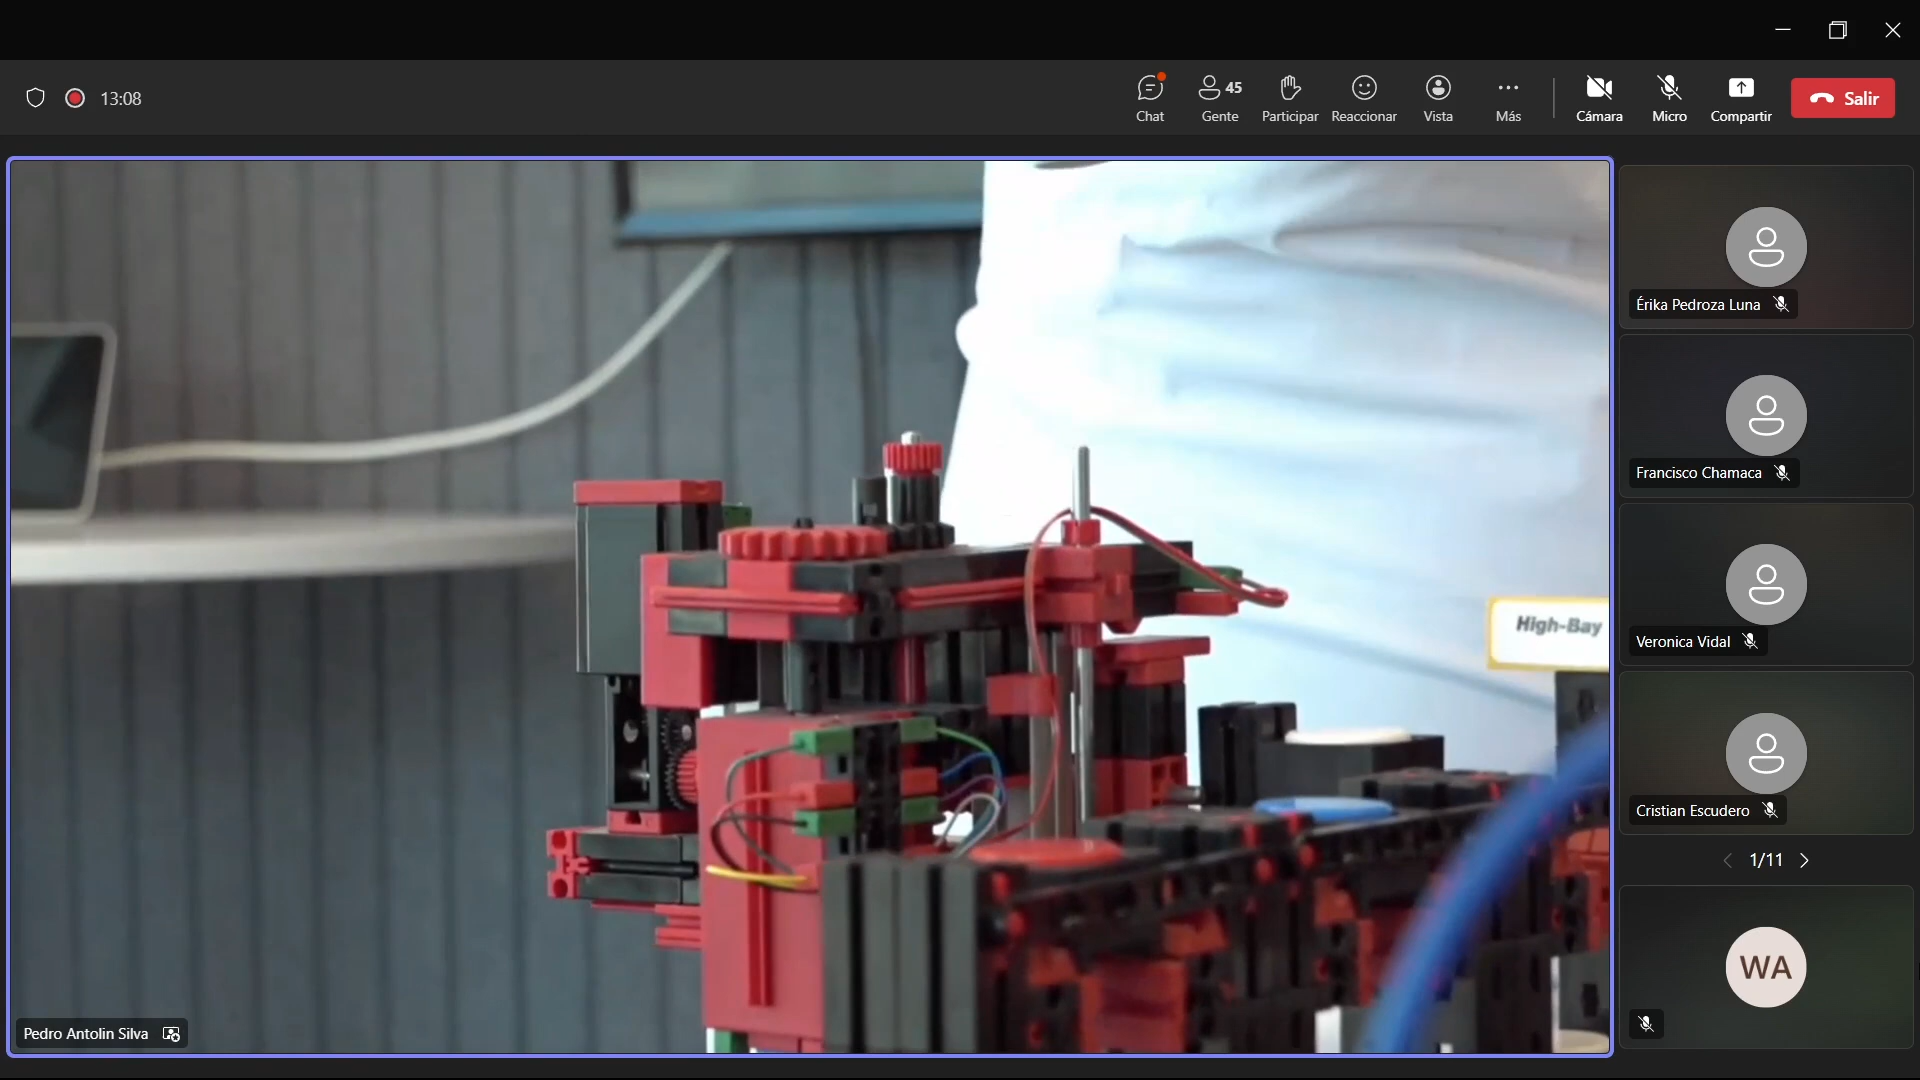 13:08
Chat
45
Gente
Participar
Reaccionar
Vista
Más
Cámara
Micro
Compartir
Salir
High-Bay
Érika Pedroza Luna
Francisco Chamaca
Veronica Vidal
Cristian Escudero
1/11
WA
Pedro Antolin Silva